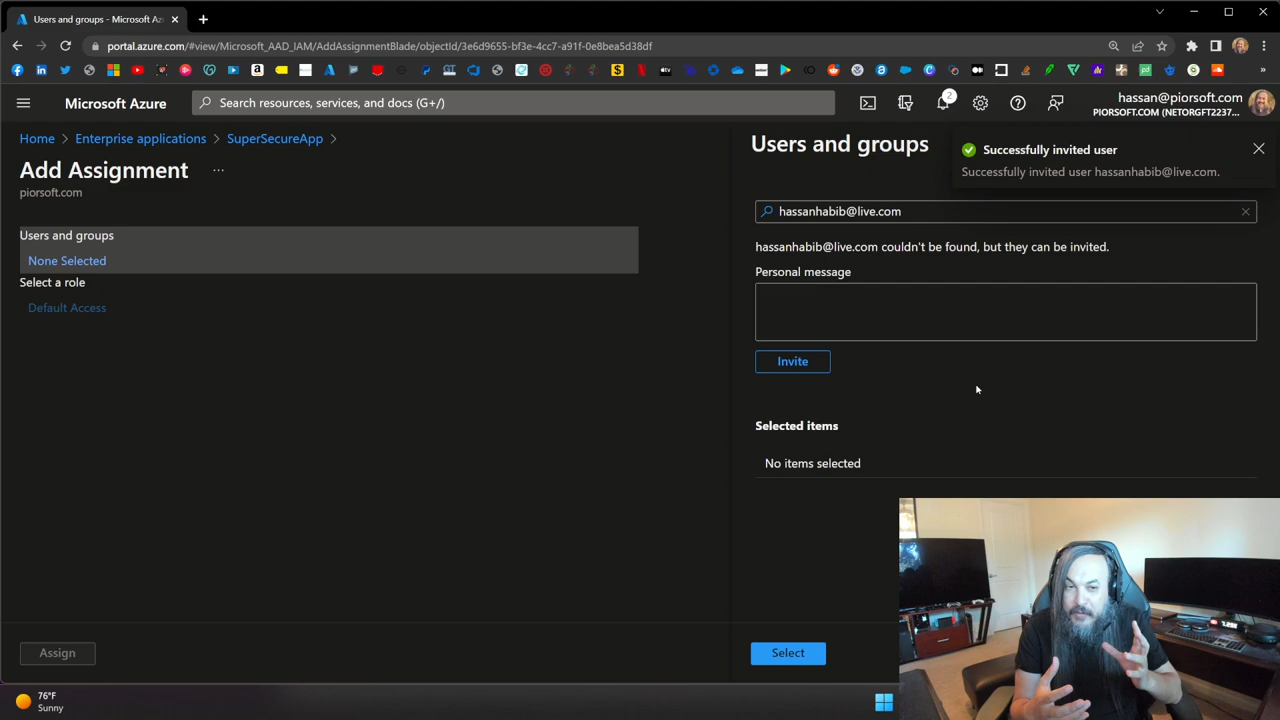 Users and groups - Microsoft Az
portal.azure.com/#view/Microsoft_AAD_IAM/AddAssignmentBlade/objectId/3e6d9655-bf3e-4cc7-a91f-0e8bea5d38df
Microsoft Azure
Search resources, services, and docs (G+/)
2
hassan@piorsoft.com
PIORSOFT.COM (NETORGFT2237...
Home > Enterprise applications > SuperSecureApp >
Add Assignment ...
piorsoft.com
Users and groups
None Selected
Select a role
Default Access
Assign
Users and groups
Successfully invited user
Successfully invited user hassanhabib@live.com.
hassanhabib@live.com
hassanhabib@live.com couldn't be found, but they can be invited.
Personal message
Invite
Selected items
No items selected
Select
76°F
Sunny